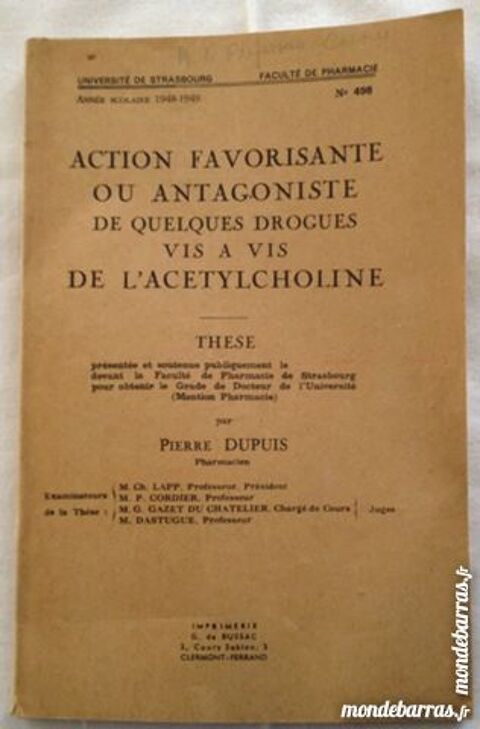 UNIVERSITÉ DE STRASBOURG FACULTÉ DE PHARMACIE
ANNÉE SCOLAIRE 1948-1949 N° 498
ACTION FAVORISANTE
OU ANTAGONISTE
DE QUELQUES DROGUES
VIS A VIS
DE L'ACETYLCHOLINE
THESE
présentée et soutenue publiquement le
devant la Faculté de Pharmacie de Strasbourg
pour obtenir le Grade de Docteur de l'Université
(Mention Pharmacie)
par
PIERRE DUPUIS
Pharmacien
Examinateurs de la Thèse :
M. Ch. LAPP, Professeur, Président
M. P. CORDIER, Professeur
M. G. GAZET DU CHATELIER, Chargé de Cours
M. DASTUGUE, Professeur
Juges
IMPRIMERIE
G. de BUSSAC
3, Cours Sablon, 3
CLERMONT-FERRAND
mondebarras.fr
mondebarras.fr